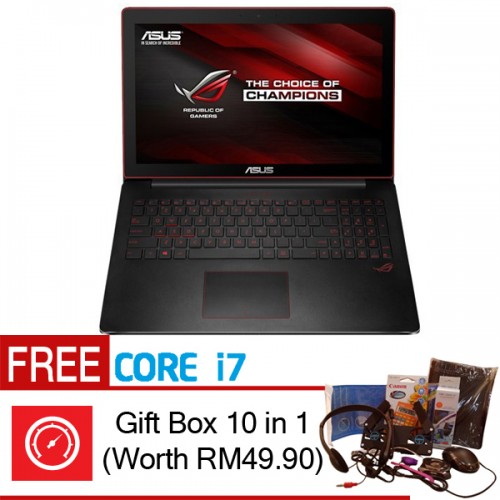 ASUS
IN SEARCH OF INCREDIBLE
REPUBLIC OF
GAMERS
THE CHOICE OF
CHAMPIONS
ASUS
FREE CORE i7
Gift Box 10 in 1
(Worth RM49.90)
Canon